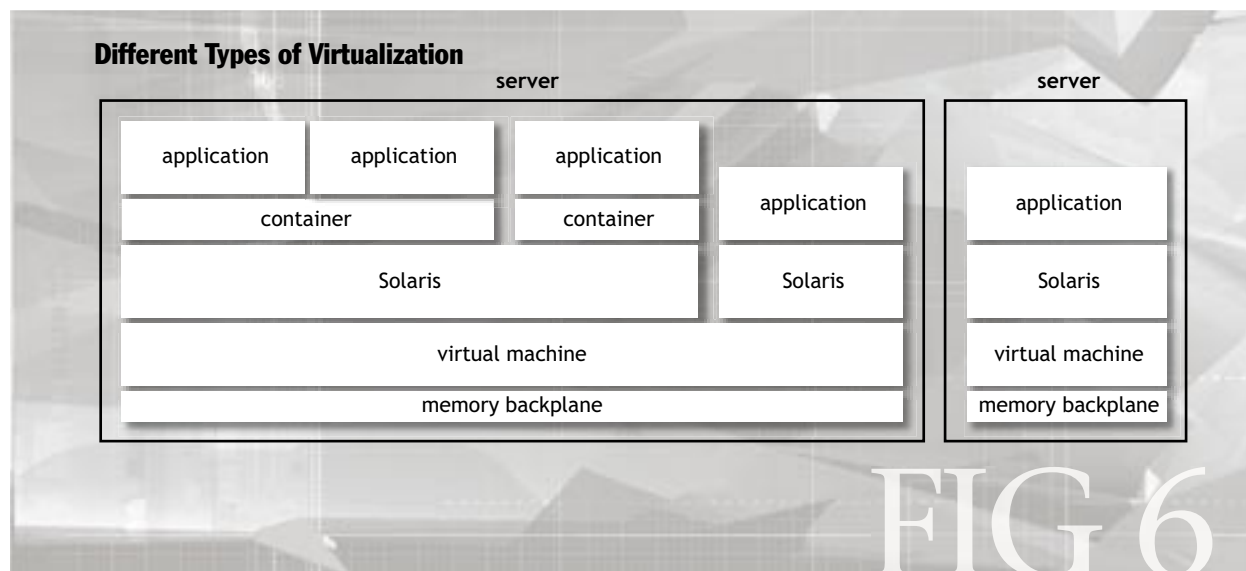 Different Types of Virtualization
server
server
application
application
application
application
application
container
container
Solaris
Solaris
Solaris
virtual machine
virtual machine
memory backplane
memory backplane
FIG 6